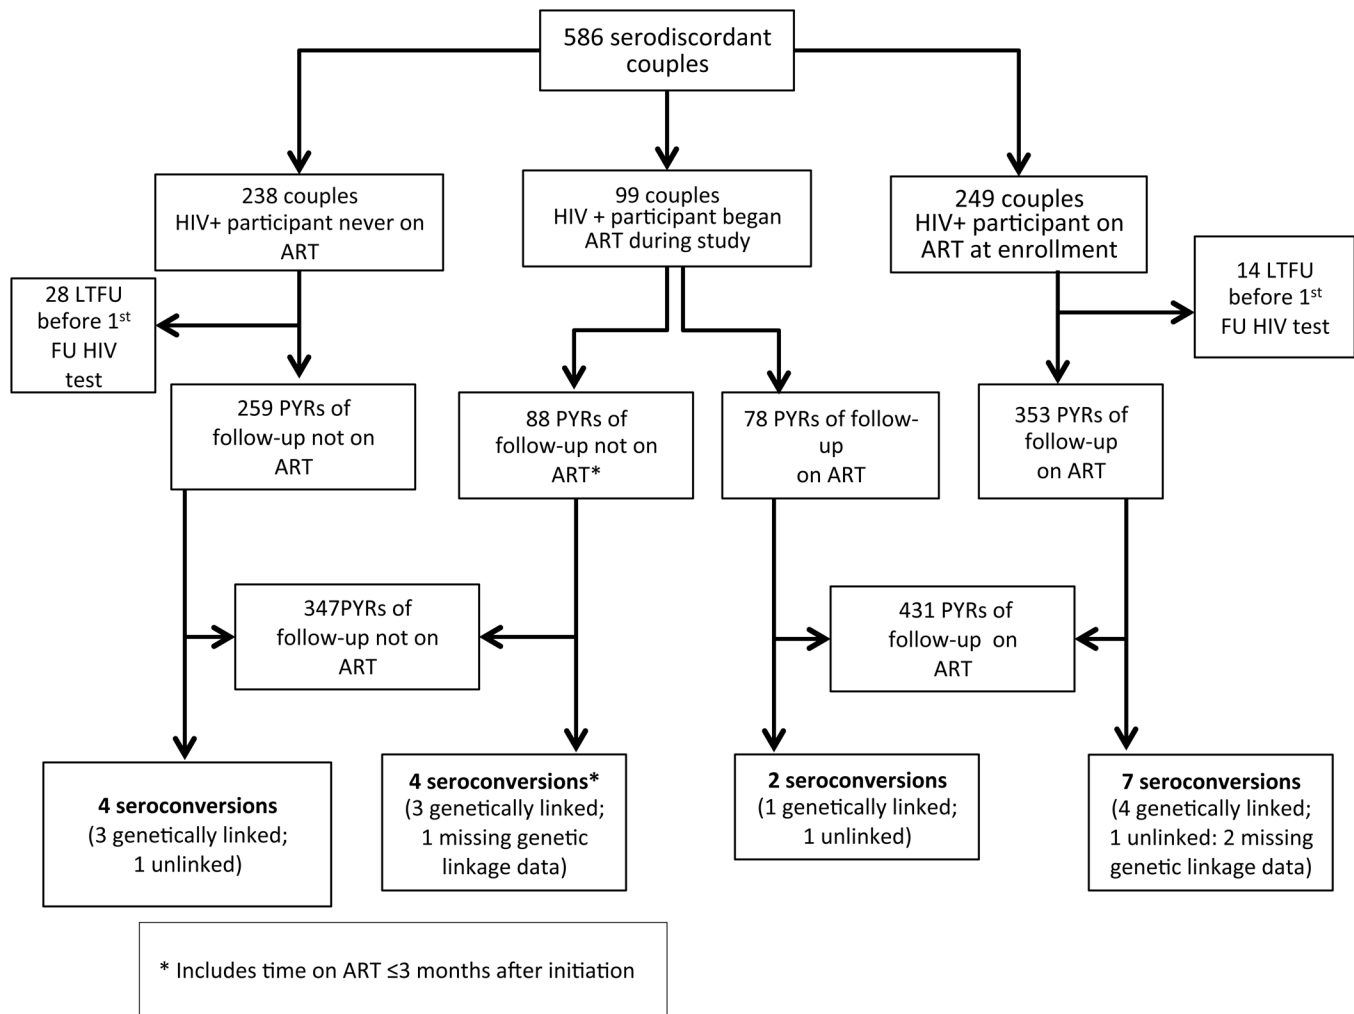 586 serodiscordant
couples
238 couples
HIV+ participant never on
ART
99 couples
HIV + participant began
ART during study
249 couples
HIV+ participant on
ART at enrollment
28 LTFU
before 1st
FU HIV
test
14 LTFU
before 1st
FU HIV test
259 PYRs of
follow-up not on
ART
88 PYRs of
follow-up not on
ART*
78 PYRs of follow-
up
on ART
353 PYRs of
follow-up
on ART
347PYRs of
follow-up not on
ART
431 PYRs of
follow-up on
ART
4 seroconversions
(3 genetically linked;
1 unlinked)
4 seroconversions*
(3 genetically linked;
1 missing genetic
linkage data)
2 seroconversions
(1 genetically linked;
1 unlinked)
7 seroconversions
(4 genetically linked;
1 unlinked: 2 missing
genetic linkage data)
* Includes time on ART ≤3 months after initiation